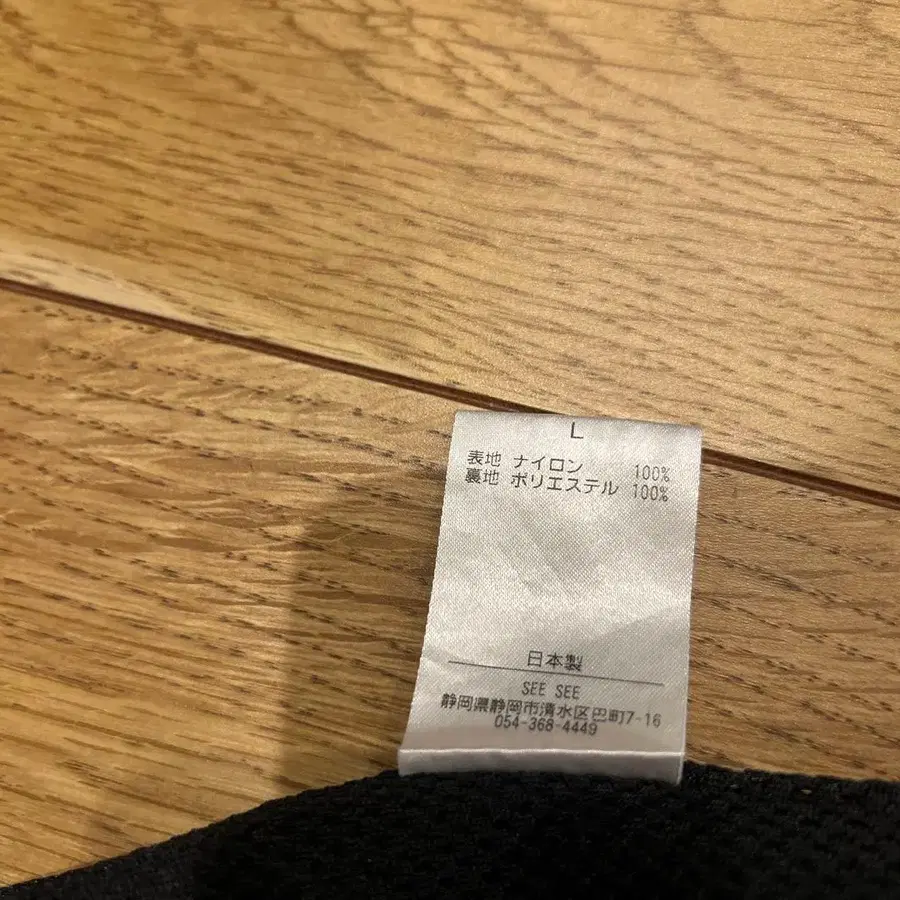 L
表地 ナイロン 100%
裏地 ポリエステル 100%
日本製
SEE SEE
静岡県静岡市清水区巴町7-16
054-368-4449